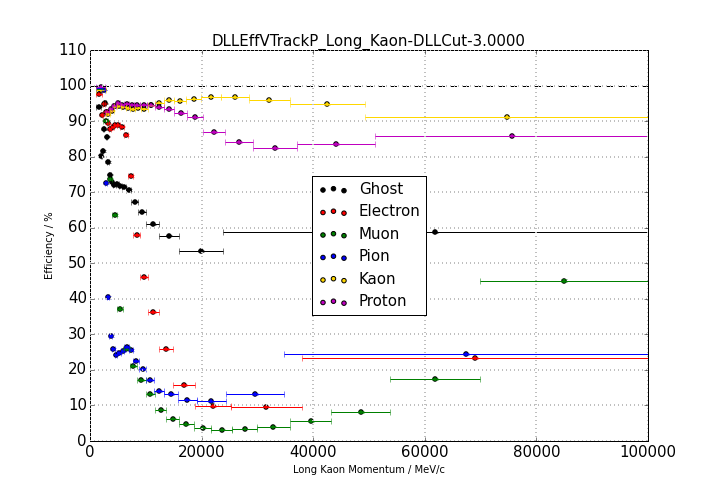 DLLEffVTrackP_Long_Kaon-DLLCut-3.0000
110
100
90
80
70
60
50
40
30
20
10
0
Efficiency / %
Ghost
Electron
Muon
Pion
Kaon
Proton
0 20000 40000 60000 80000 100000
Long Kaon Momentum / MeV/c